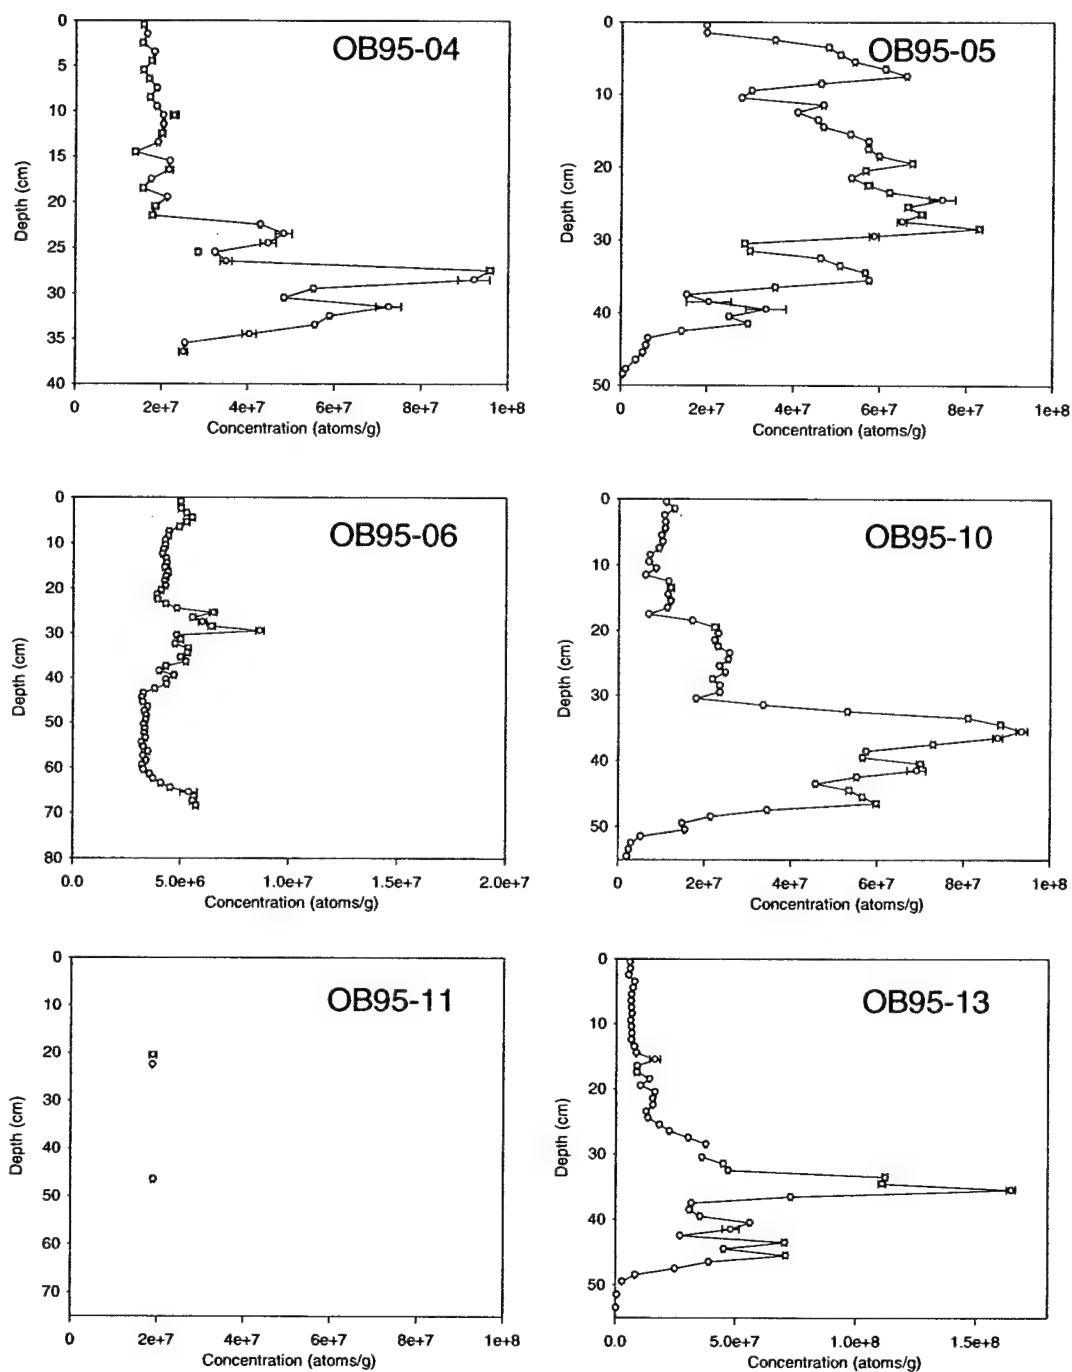 OB95-04
0
5
10
15
20
25
30
35
40
Depth (cm)
0 2e+7 4e+7 6e+7 8e+7 1e+8
Concentration (atoms/g)
OB95-05
0
10
20
30
40
50
Depth (cm)
0 2e+7 4e+7 6e+7 8e+7 1e+8
Concentration (atoms/g)
OB95-06
0
10
20
30
40
50
60
70
80
Depth (cm)
0.0 5.0e+6 1.0e+7 1.5e+7 2.0e+7
Concentration (atoms/g)
OB95-10
0
10
20
30
40
50
Depth (cm)
0 2e+7 4e+7 6e+7 8e+7 1e+8
Concentration (atoms/g)
OB95-11
0
10
20
30
40
50
60
70
Depth (cm)
0 2e+7 4e+7 6e+7 8e+7 1e+8
Concentration (atoms/g)
OB95-13
0
10
20
30
40
50
Depth (cm)
0.0 5.0e+7 1.0e+8 1.5e+8
Concentration (atoms/g)